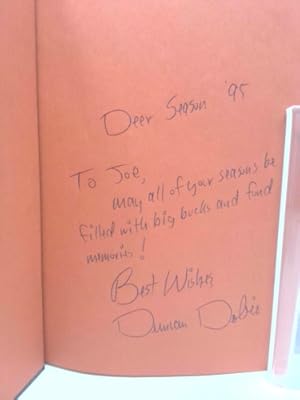 Deer Season '95
To Joe,
may all of your seasons be
filled with big bucks and fond
memories!
Best Wishes
Duncan Dobie